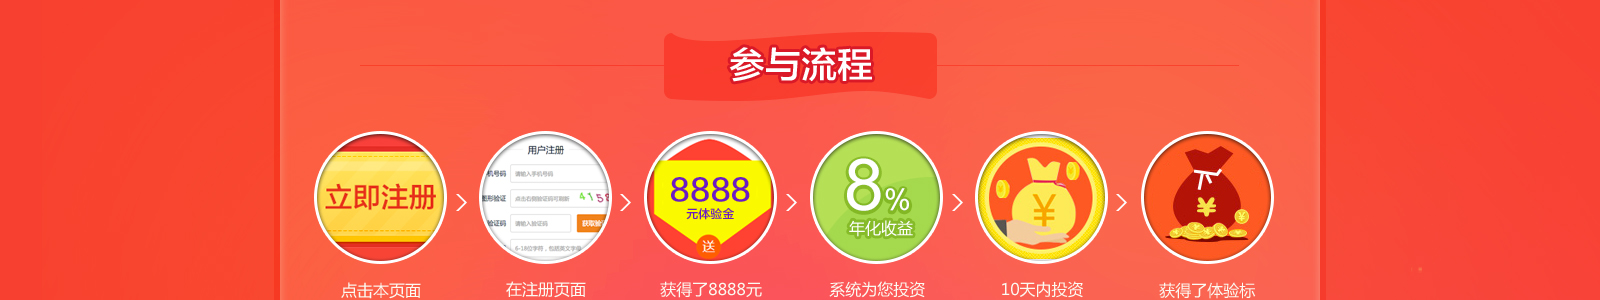 参与流程
立即注册
用户注册
机号码 请输入手机号码
图形验证 点击右侧验证码可刷新 4158
验证码 请输入验证码 获取验
6-18位字符，包括英文字母
8888
元体验金
送
8%
年化收益
¥
¥
点击本页面
在注册页面
获得了8888元
系统为您投资
10天内投资
获得了体验标